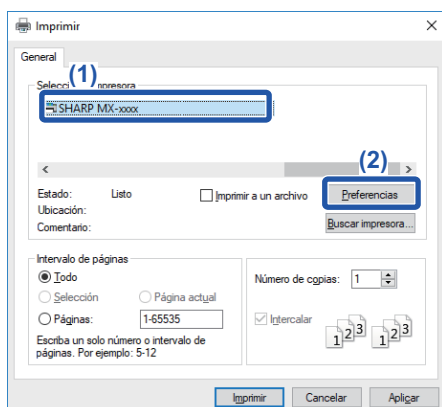 Imprimir
General
(1)
Selecci mpresora
SHARP MX-xxxx
(2)
Estado: Listo
Imprimir a un archivo
Preferencias
Ubicación:
Comentario:
Buscar impresora...
Intervalo de páginas
Todo
Selección
Página actual
Páginas: 1-65535
Escriba un solo número o intervalo de
páginas. Por ejemplo: 5-12
Número de copias: 1
Intercalar
1 2 3 1 2 3
Imprimir Cancelar Aplicar